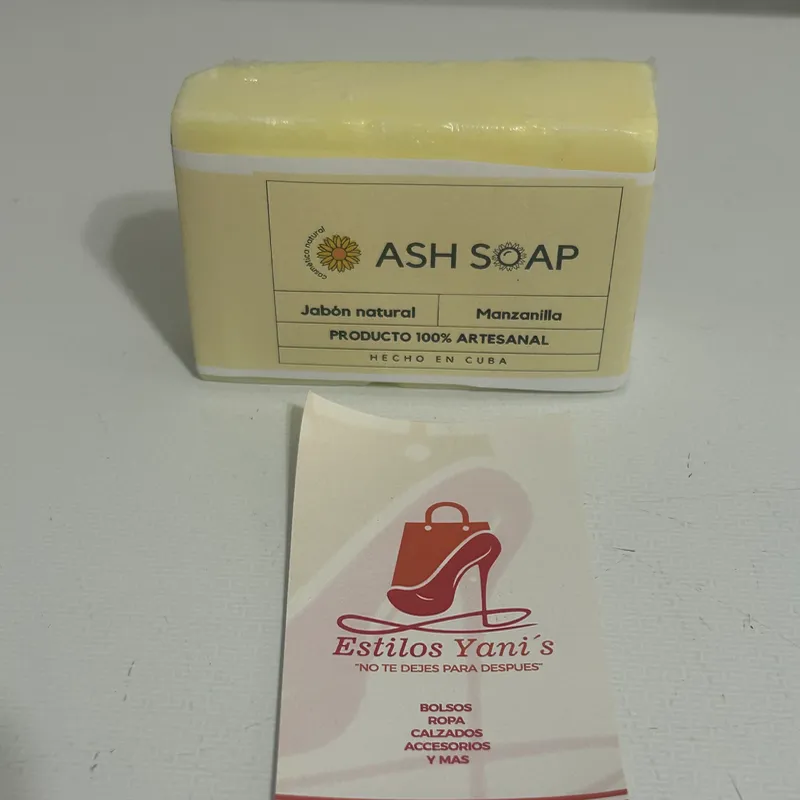 cosmética natural
ASH SOAP
Jabón natural
Manzanilla
PRODUCTO 100% ARTESANAL
HECHO EN CUBA
Estilos Yani´s
"NO TE DEJES PARA DESPUES"
BOLSOS
ROPA
CALZADOS
ACCESORIOS
Y MAS